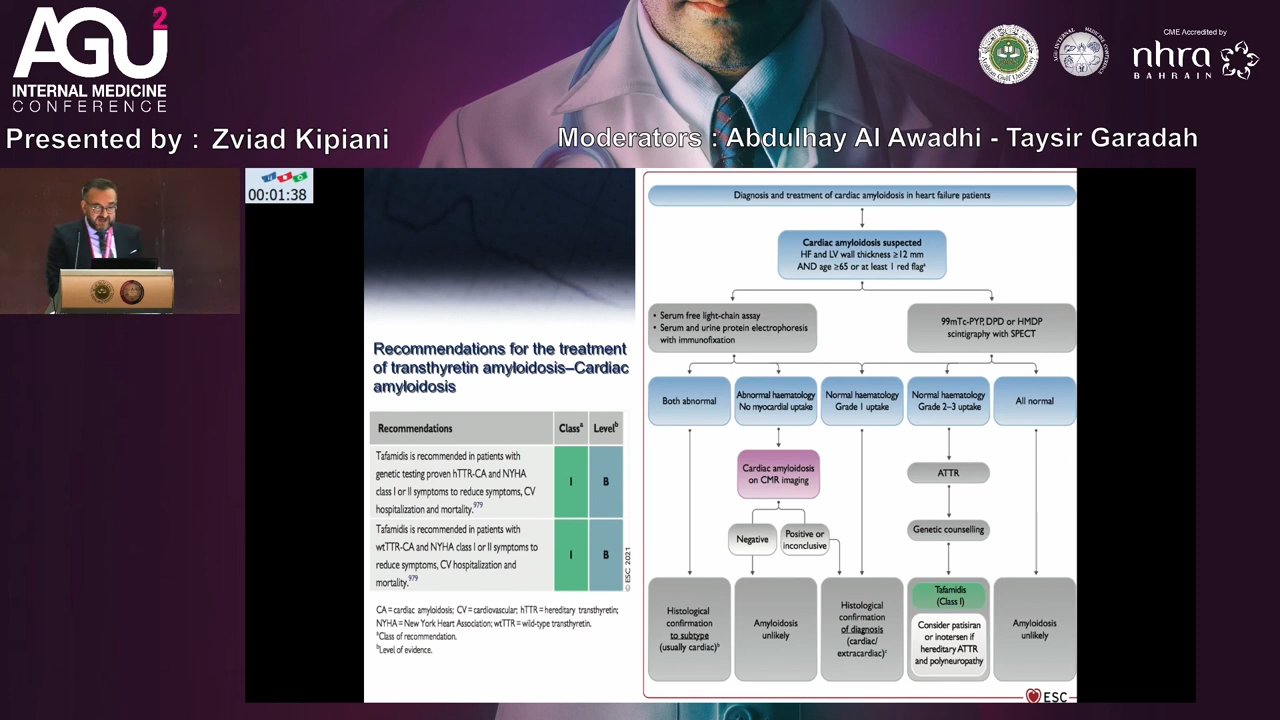 AGU 2
INTERNAL MEDICINE
CONFERENCE
CME Accredited by
nhra
BAHRAIN
Presented by : Zviad Kipiani
Moderators : Abdulhay Al Awadhi - Taysir Garadah
00:01:38
Recommendations for the treatment
of transthyretin amyloidosis–Cardiac
amyloidosis
Recommendations Classᵃ Levelᵇ
Tafamidis is recommended in patients with
genetic testing proven hTTR-CA and NYHA
class I or II symptoms to reduce symptoms, CV
hospitalization and mortality.⁹⁷⁹
I B
Tafamidis is recommended in patients with
wtTTR-CA and NYHA class I or II symptoms to
reduce symptoms, CV hospitalization and
mortality.⁹⁷⁹
I B
© ESC 2021
CA = cardiac amyloidosis; CV = cardiovascular; hTTR = hereditary transthyretin;
NYHA = New York Heart Association; wtTTR = wild-type transthyretin.
ᵃClass of recommendation.
ᵇLevel of evidence.
Diagnosis and treatment of cardiac amyloidosis in heart failure patients
Cardiac amyloidosis suspected
HF and LV wall thickness ≥12 mm
AND age ≥65 or at least 1 red flagᵃ
• Serum free light-chain assay
• Serum and urine protein electrophoresis
with immunofixation
99mTc-PYP, DPD or HMDP
scintigraphy with SPECT
Both abnormal
Abnormal haematology
No myocardial uptake
Normal haematology
Grade 1 uptake
Normal haematology
Grade 2–3 uptake
All normal
Cardiac amyloidosis
on CMR imaging
ATTR
Negative
Positive or
inconclusive
Genetic counselling
Histological
confirmation
to subtype
(usually cardiac)ᵇ
Amyloidosis
unlikely
Histological
confirmation
of diagnosis
(cardiac/
extracardiac)ᶜ
Tafamidis
(Class I)
Consider patisiran
or inotersen if
hereditary ATTR
and polyneuropathy
Amyloidosis
unlikely
ESC